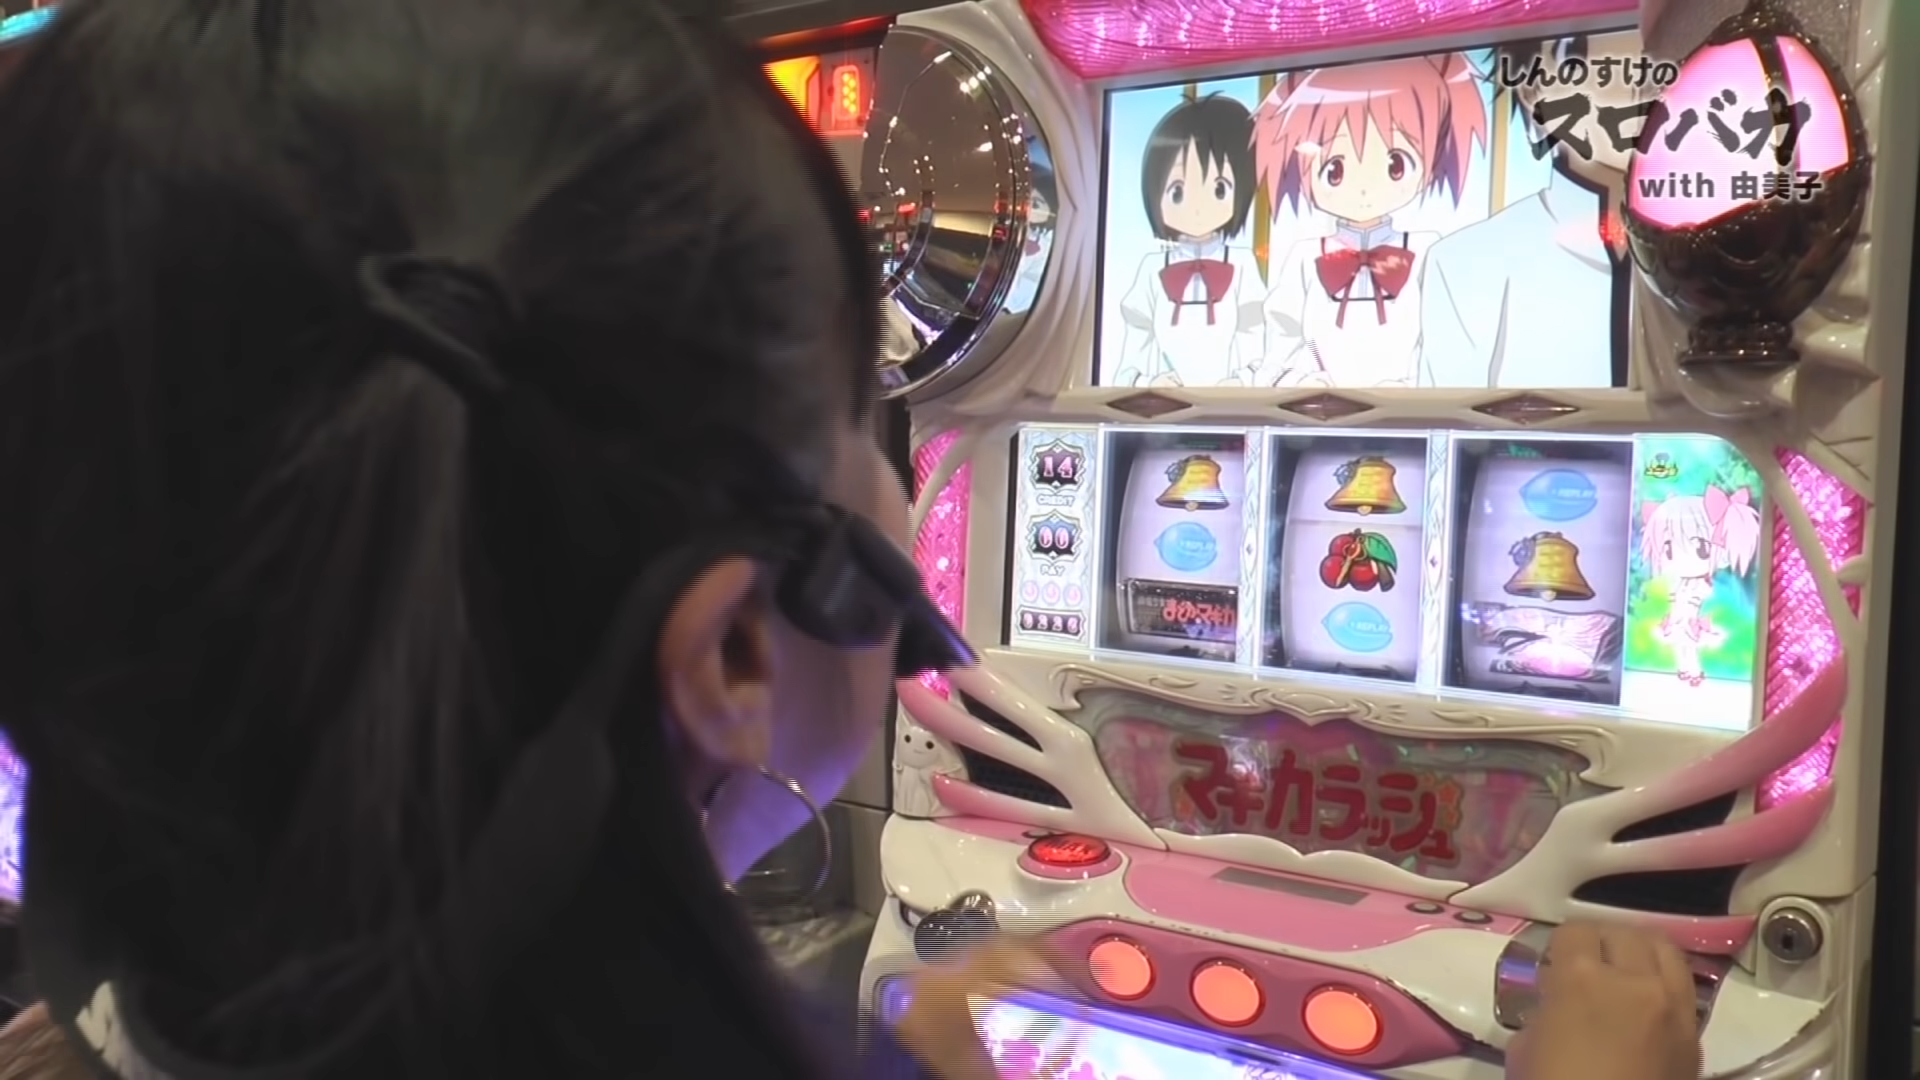 しんのすけの
スロバカ
with 由美子
14
CREDIT
00
PAY
REPLAY
REPLAY
REPLAY
まどか☆マギカ
マギカラッシュ